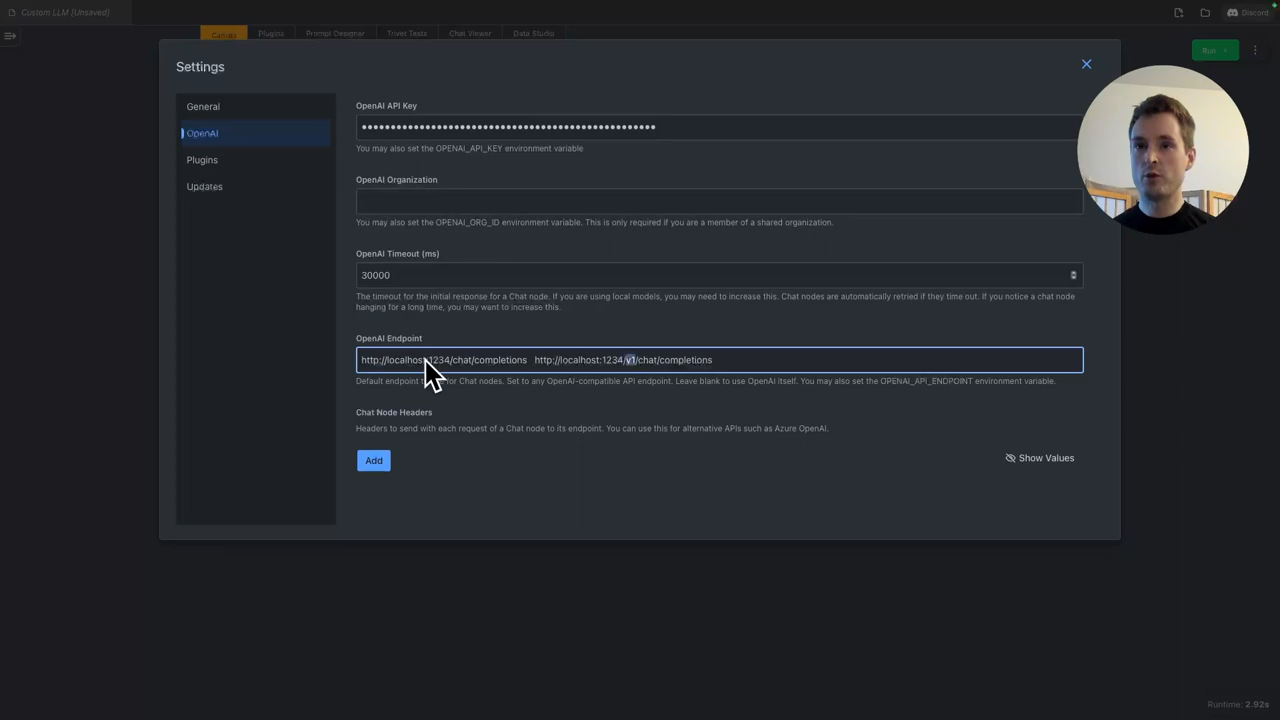 Custom LLM [Unsaved]
Discord
Canvas
Plugins
Prompt Designer
Trivet Tests
Chat Viewer
Data Studio
Run
Settings
General
OpenAI
Plugins
Updates
OpenAI API Key
••••••••••••••••••••••••••••••••••••••••••••••••••••
You may also set the OPENAI_API_KEY environment variable
OpenAI Organization
You may also set the OPENAI_ORG_ID environment variable. This is only required if you are a member of a shared organization.
OpenAI Timeout (ms)
30000
The timeout for the initial response for a Chat node. If you are using local models, you may need to increase this. Chat nodes are automatically retried if they time out. If you notice a chat node
hanging for a long time, you may want to increase this.
OpenAI Endpoint
http://localhost:1234/chat/completions http://localhost:1234/v1/chat/completions
Default endpoint for Chat nodes. Set to any OpenAI-compatible API endpoint. Leave blank to use OpenAI itself. You may also set the OPENAI_API_ENDPOINT environment variable.
Chat Node Headers
Headers to send with each request of a Chat node to its endpoint. You can use this for alternative APIs such as Azure OpenAI.
Add
Show Values
Runtime: 2.92s